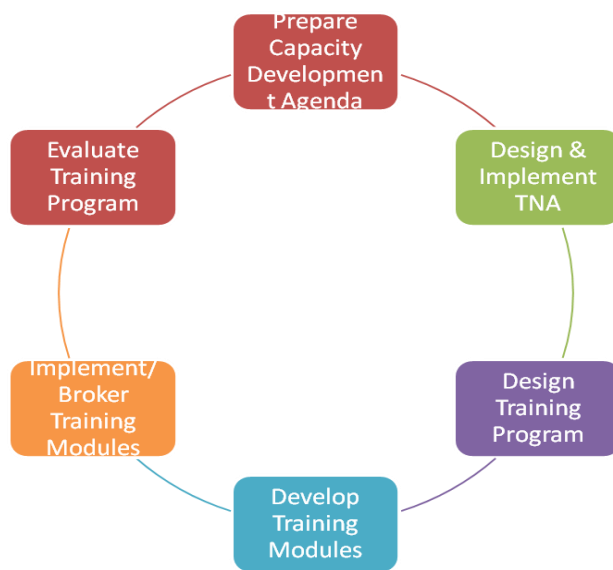 Prepare
Capacity
Developmen
t Agenda
Design &
Implement
TNA
Design
Training
Program
Develop
Training
Modules
Implement/
Broker
Training
Modules
Evaluate
Training
Program